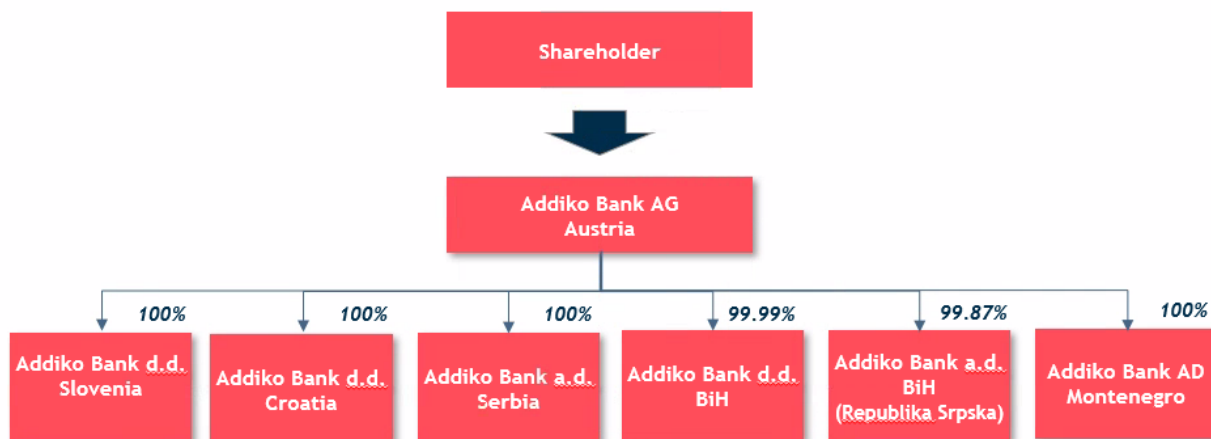 Shareholder
Addiko Bank AG
Austria
100%
100%
100%
99.99%
99.87%
100%
Addiko Bank d.d.
Slovenia
Addiko Bank d.d.
Croatia
Addiko Bank a.d.
Serbia
Addiko Bank d.d.
BiH
Addiko Bank a.d.
BiH
(Republika Srpska)
Addiko Bank AD
Montenegro